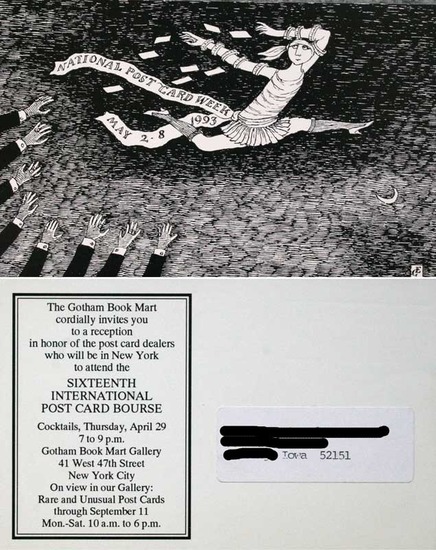 NATIONAL POST CARD WEEK
MAY 2-8 1993
The Gotham Book Mart
cordially invites you
to a reception
in honor of the post card dealers
who will be in New York
to attend the
SIXTEENTH
INTERNATIONAL
POST CARD BOURSE
Cocktails, Thursday, April 29
7 to 9 p.m.
Gotham Book Mart Gallery
41 West 47th Street
New York City
On view in our Gallery:
Rare and Unusual Post Cards
through September 11
Mon.-Sat. 10 a.m. to 6 p.m.
Iowa 52151